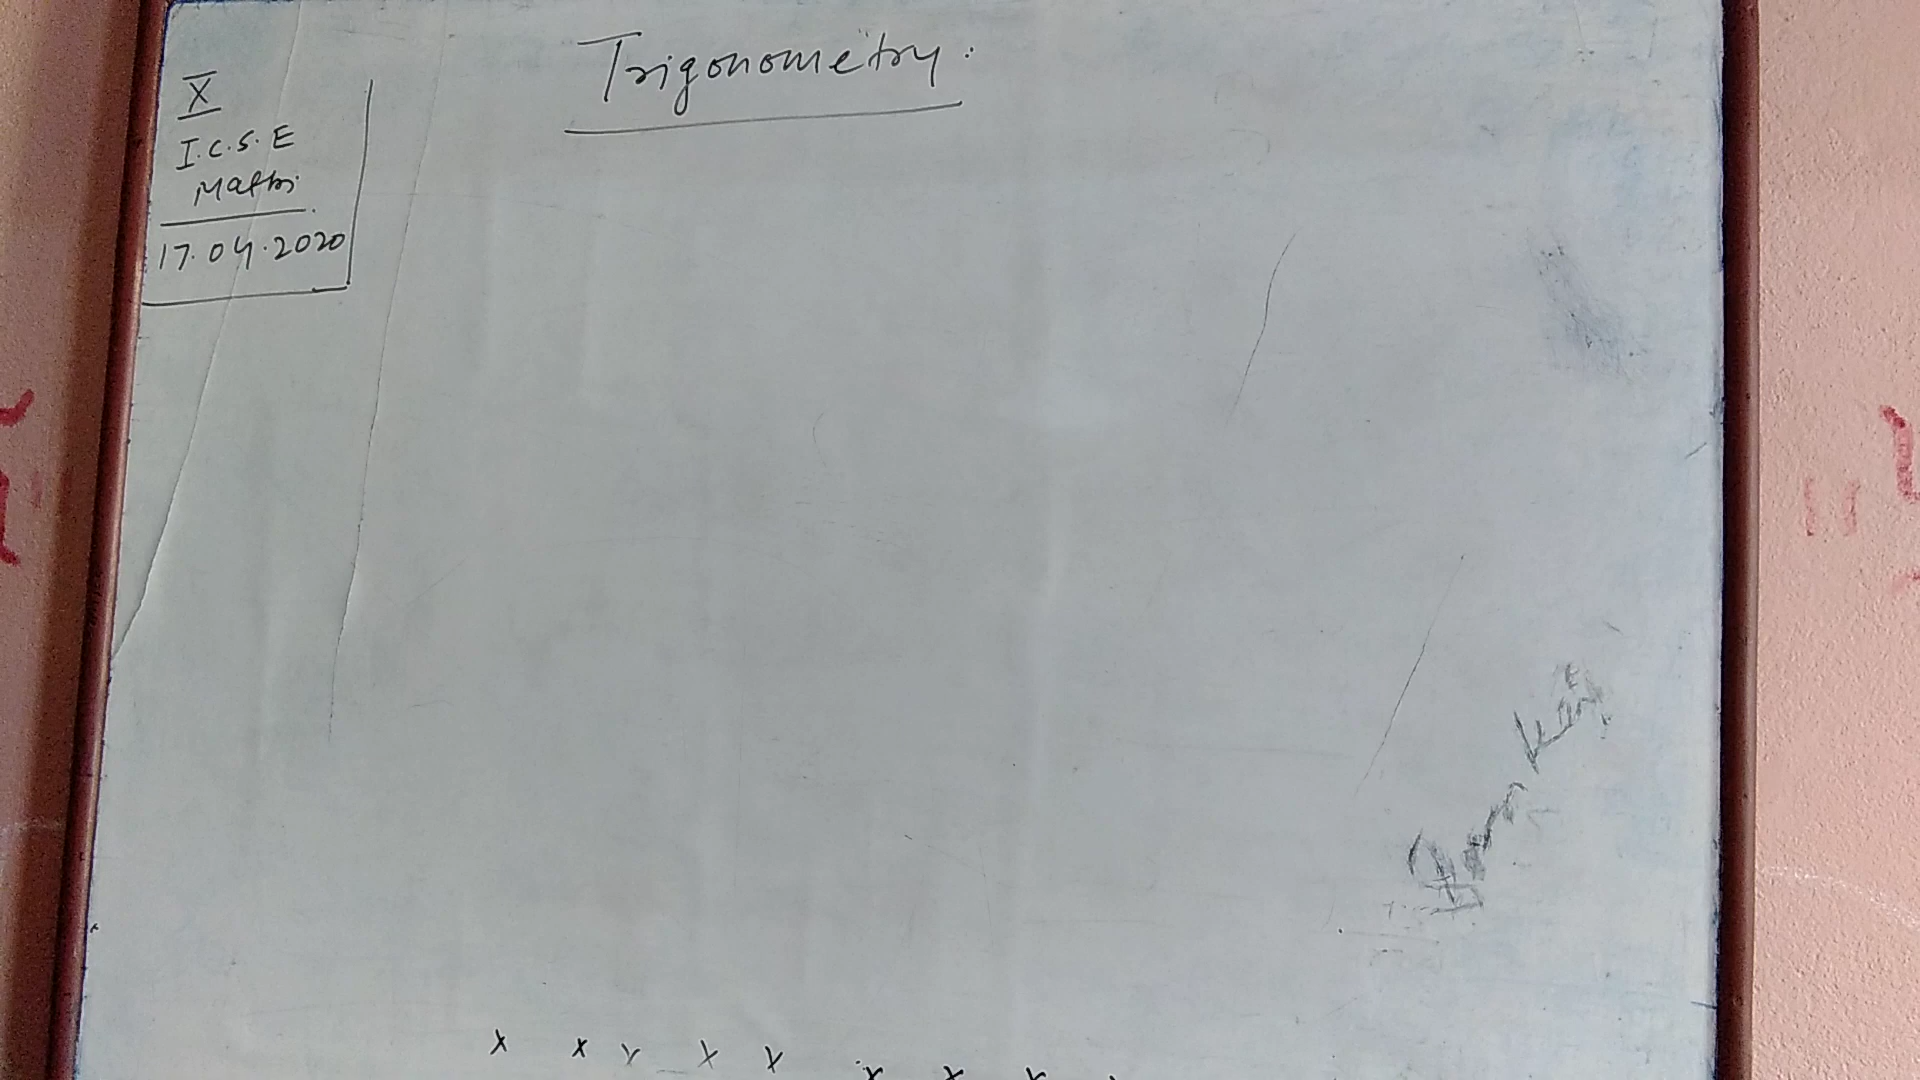 Trigonometry:
X
I.C.S.E
Maths
17.04.2020
x x x x x x x x